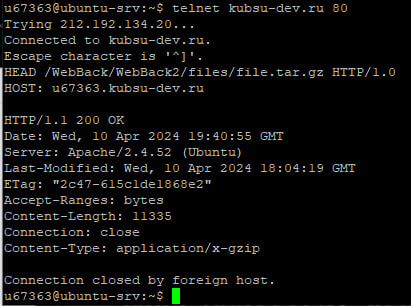 u67363@ubuntu-srv:~$ telnet kubsu-dev.ru 80
Trying 212.192.134.20...
Connected to kubsu-dev.ru.
Escape character is '^]'.
HEAD /WebBack/WebBack2/files/file.tar.gz HTTP/1.0
HOST: u67363.kubsu-dev.ru

HTTP/1.1 200 OK
Date: Wed, 10 Apr 2024 19:40:55 GMT
Server: Apache/2.4.52 (Ubuntu)
Last-Modified: Wed, 10 Apr 2024 18:04:19 GMT
ETag: "2c47-615c1de1868e2"
Accept-Ranges: bytes
Content-Length: 11335
Connection: close
Content-Type: application/x-gzip

Connection closed by foreign host.
u67363@ubuntu-srv:~$